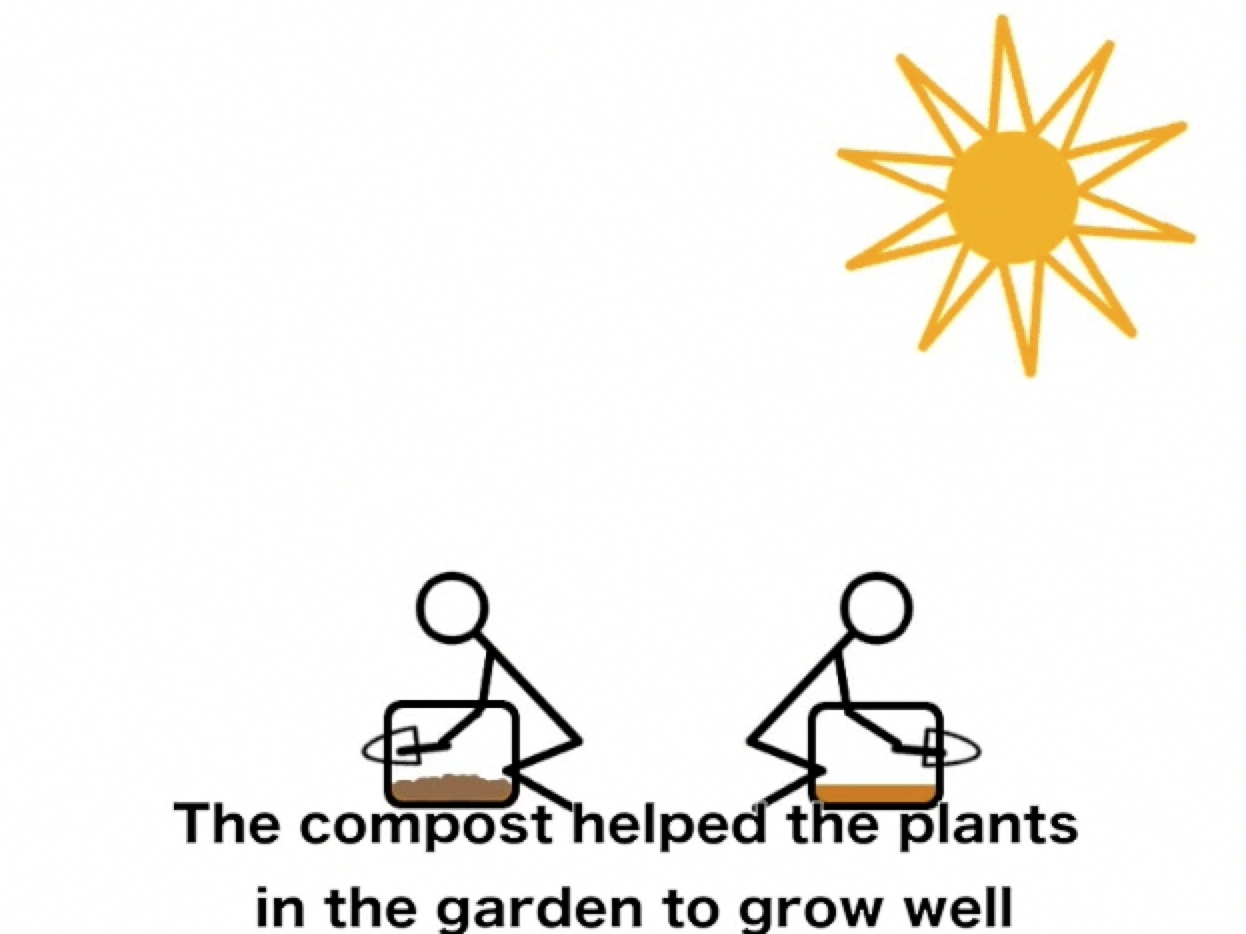 The compost helped the plants
in the garden to grow well